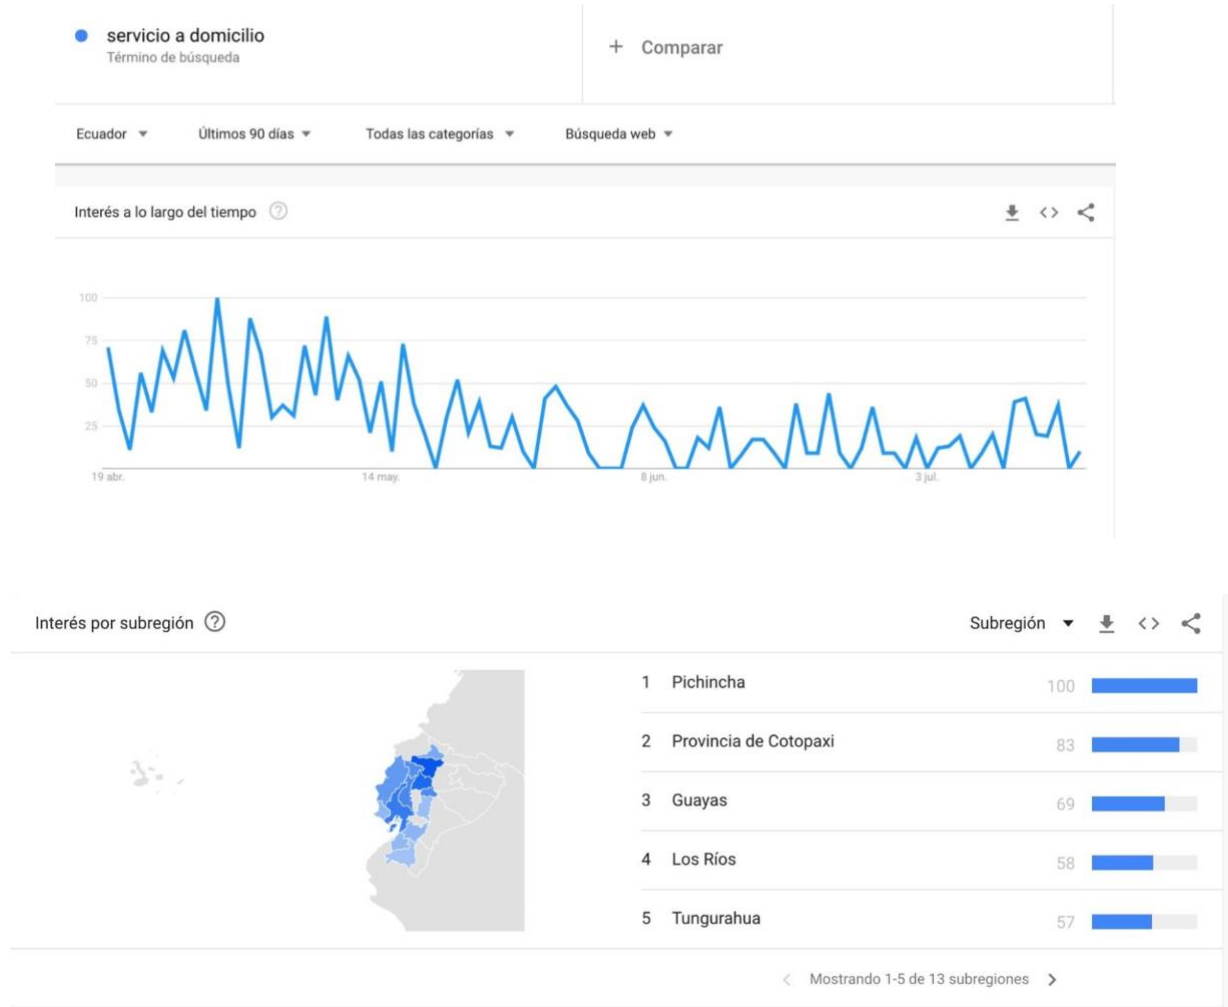 servicio a domicilio
Término de búsqueda
+ Comparar
Ecuador Últimos 90 días Todas las categorías Búsqueda web
Interés a lo largo del tiempo ?
100
75
50
25
19 abr. 14 may. 8 jun. 3 jul.
Interés por subregión ? Subregión
1 Pichincha 100
2 Provincia de Cotopaxi 83
3 Guayas 69
4 Los Ríos 58
5 Tungurahua 57
Mostrando 1-5 de 13 subregiones